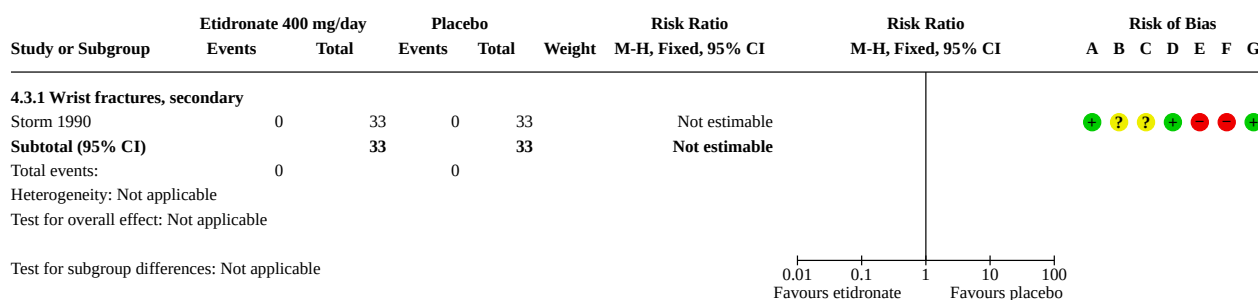 Etidronate 400 mg/day Placebo Risk Ratio Risk Ratio Risk of Bias
Study or Subgroup Events Total Events Total Weight M-H, Fixed, 95% CI M-H, Fixed, 95% CI A B C D E F G
4.3.1 Wrist fractures, secondary
Storm 1990 0 33 0 33 Not estimable + ? ? + − − +
Subtotal (95% CI) 33 33 Not estimable
Total events: 0 0
Heterogeneity: Not applicable
Test for overall effect: Not applicable
Test for subgroup differences: Not applicable
0.01 0.1 1 10 100
Favours etidronate Favours placebo